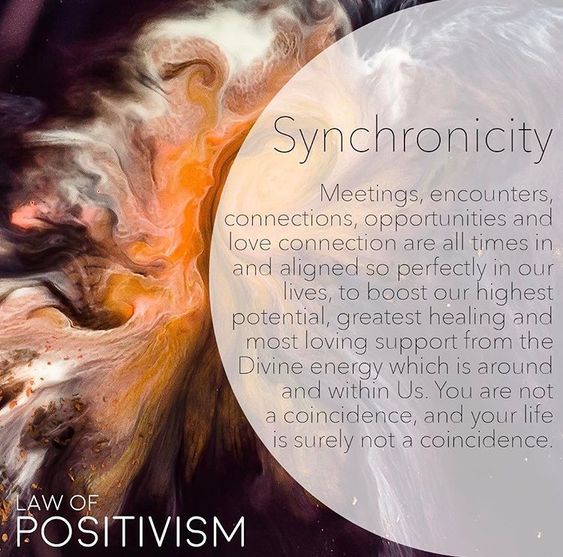 Synchronicity
Meetings, encounters,
connections, opportunities and
love connection are all times in
and aligned so perfectly in our
lives, to boost our highest
potential, greatest healing and
most loving support from the
Divine energy which is around
and within Us. You are not
a coincidence, and your life
is surely not a coincidence.
LAW OF
POSITIVISM